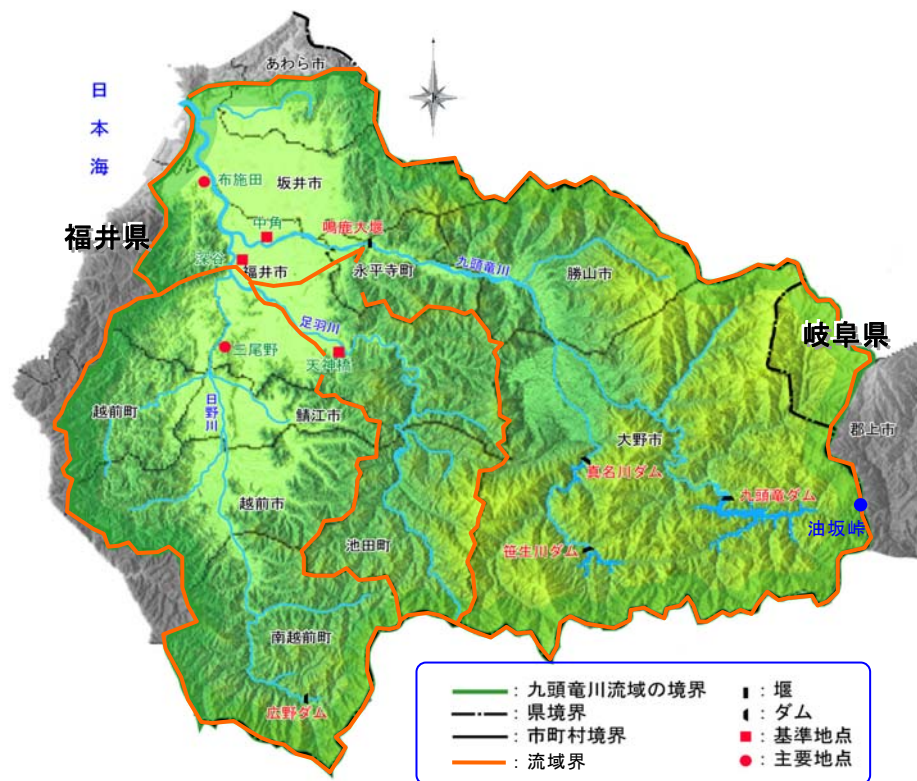 あわら市
日本海
布施田
坂井市
中角
鳴鹿大堰
福井県
深谷
福井市
永平寺町
九頭竜川
勝山市
足羽川
岐阜県
三尾野
天神橋
越前町
日野川
鯖江市
郡上市
大野市
真名川ダム
九頭竜ダム
越前市
油坂峠
池田町
笹生川ダム
南越前町
広野ダム
：九頭竜川流域の境界
：県境界
：市町村境界
：流域界
：堰
：ダム
：基準地点
：主要地点